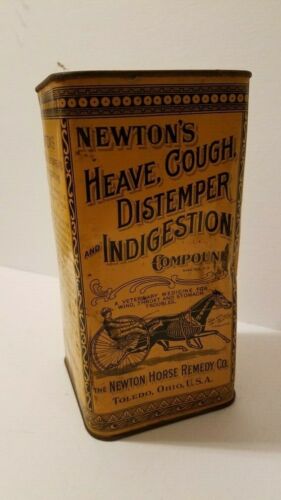 NEWTON'S
HEAVE, COUGH,
DISTEMPER
AND INDIGESTION
COMPOUND
A VETERINARY MEDICINE FOR
WIND, THROAT AND STOMACH
TROUBLES.
THE NEWTON HORSE REMEDY CO.
TOLEDO, OHIO, U.S.A.